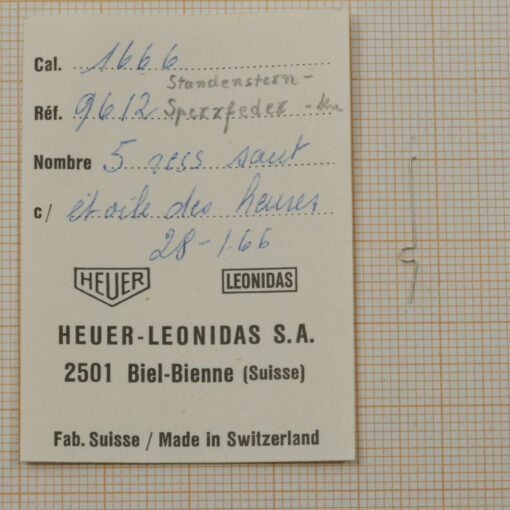 Cal. 1666
Stundenstern-
Réf. 9612 Sperrfeder
Nombre 5 ress saut
c/ étoile des heures
28-1.66
HEUER LEONIDAS
HEUER-LEONIDAS S.A.
2501 Biel-Bienne (Suisse)
Fab. Suisse / Made in Switzerland